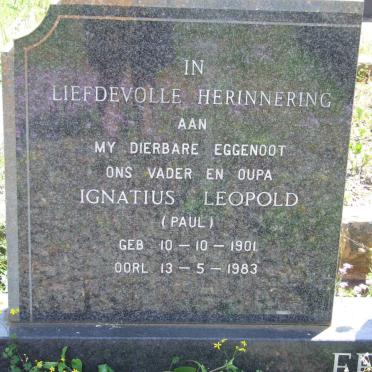 IN
LIEFDEVOLLE HERINNERING
AAN
MY DIERBARE EGGENOOT
ONS VADER EN OUPA
IGNATIUS LEOPOLD
(PAUL)
GEB 10-10-1901
OORL 13-5-1983